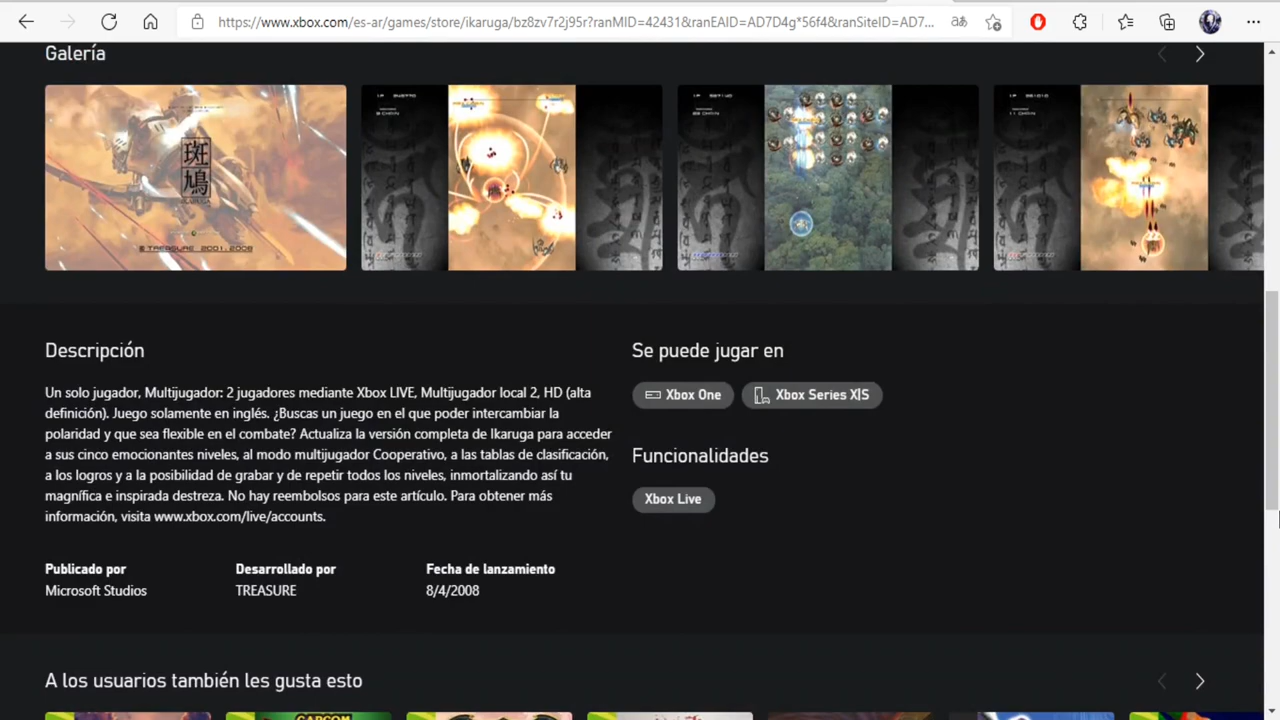 https://www.xbox.com/es-ar/games/store/ikaruga/bz8zv7r2j95r?ranMID=42431&ranEAID=AD7D4g*56f4&ranSiteID=AD7...
Galería
斑鳩
© TREASURE 2001,2008
Descripción
Un solo jugador, Multijugador: 2 jugadores mediante Xbox LIVE, Multijugador local 2, HD (alta
definición). Juego solamente en inglés. ¿Buscas un juego en el que poder intercambiar la
polaridad y que sea flexible en el combate? Actualiza la versión completa de Ikaruga para acceder
a sus cinco emocionantes niveles, al modo multijugador Cooperativo, a las tablas de clasificación,
a los logros y a la posibilidad de grabar y de repetir todos los niveles, inmortalizando así tu
magnífica e inspirada destreza. No hay reembolsos para este artículo. Para obtener más
información, visita www.xbox.com/live/accounts.
Se puede jugar en
Xbox One
Xbox Series X|S
Funcionalidades
Xbox Live
Publicado por
Microsoft Studios
Desarrollado por
TREASURE
Fecha de lanzamiento
8/4/2008
A los usuarios también les gusta esto
CAPCOM